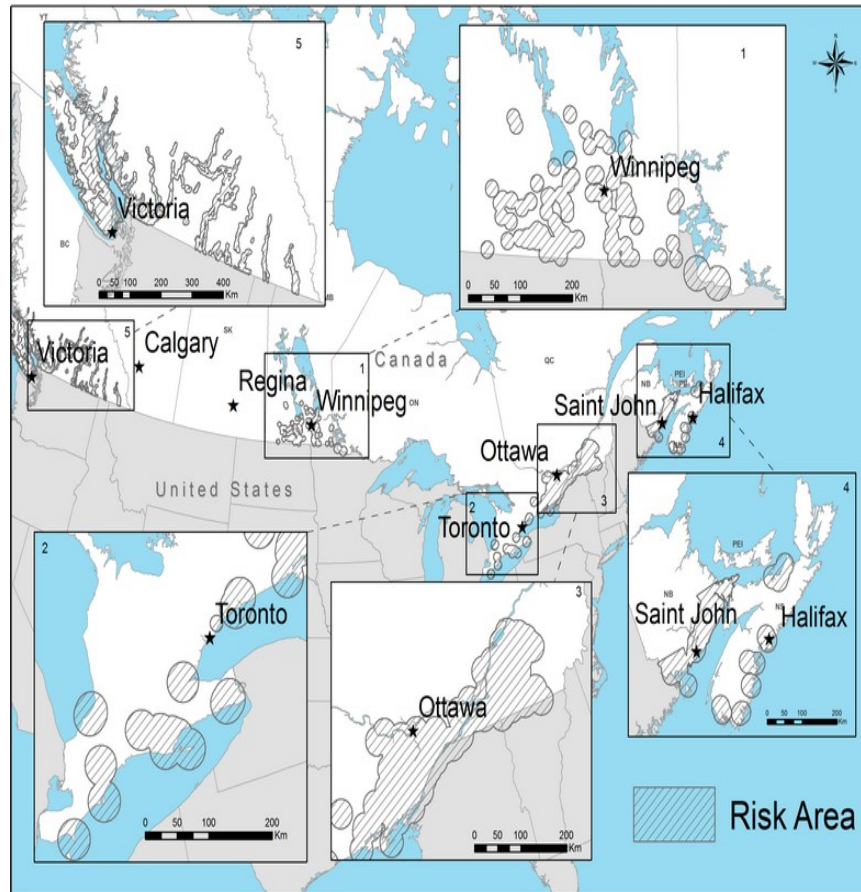 YT
5
Victoria
BC
0 50 100 200 300 400
Km
1
Winnipeg
0 50 100 200
Km
N
W E
S
MB
5
Victoria
Calgary
SK
Regina
1
Winnipeg
ON
Canada
QC
NB
PEI
Saint John
Halifax
NS
4
Ottawa
3
United States
2
Toronto
2
Toronto
0 50 100 200
Km
3
Ottawa
0 50 100 200
Km
4
PEI
NB
NS
Saint John
Halifax
0 50 100 200
Km
Risk Area